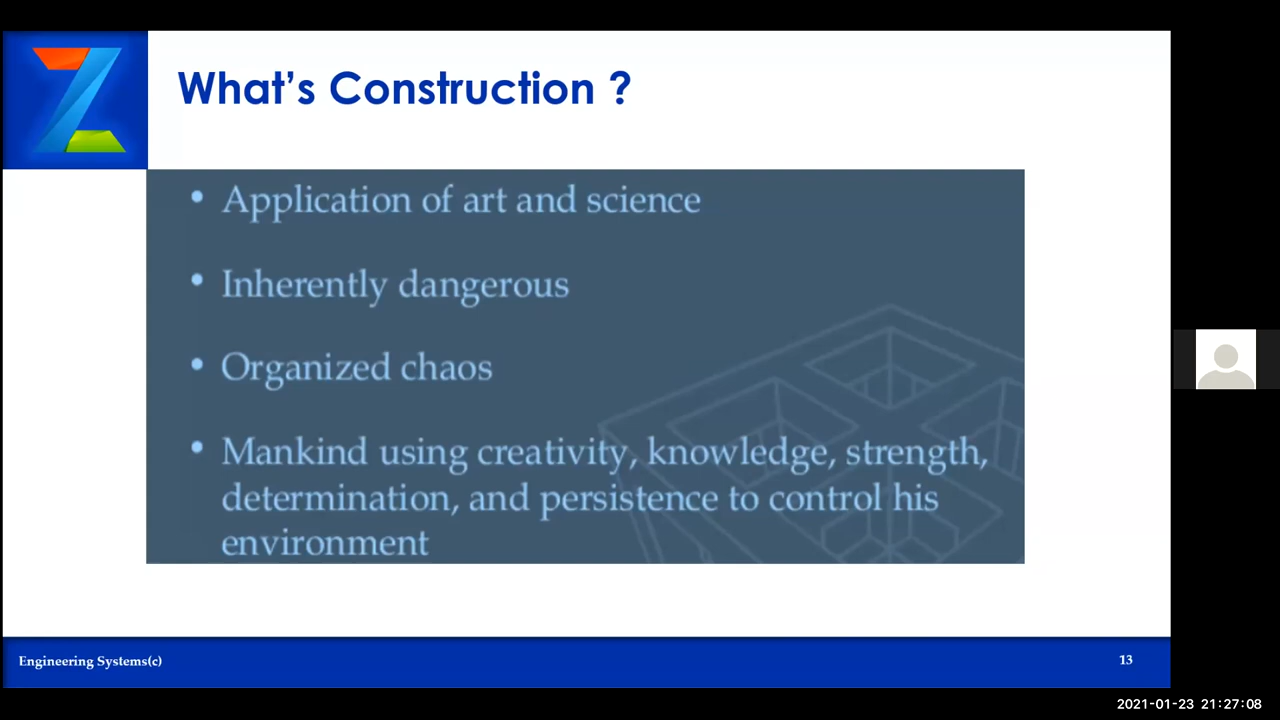 What's Construction ?
• Application of art and science
• Inherently dangerous
• Organized chaos
• Mankind using creativity, knowledge, strength,
determination, and persistence to control his
environment
Engineering Systems(c)
13
2021-01-23 21:27:08